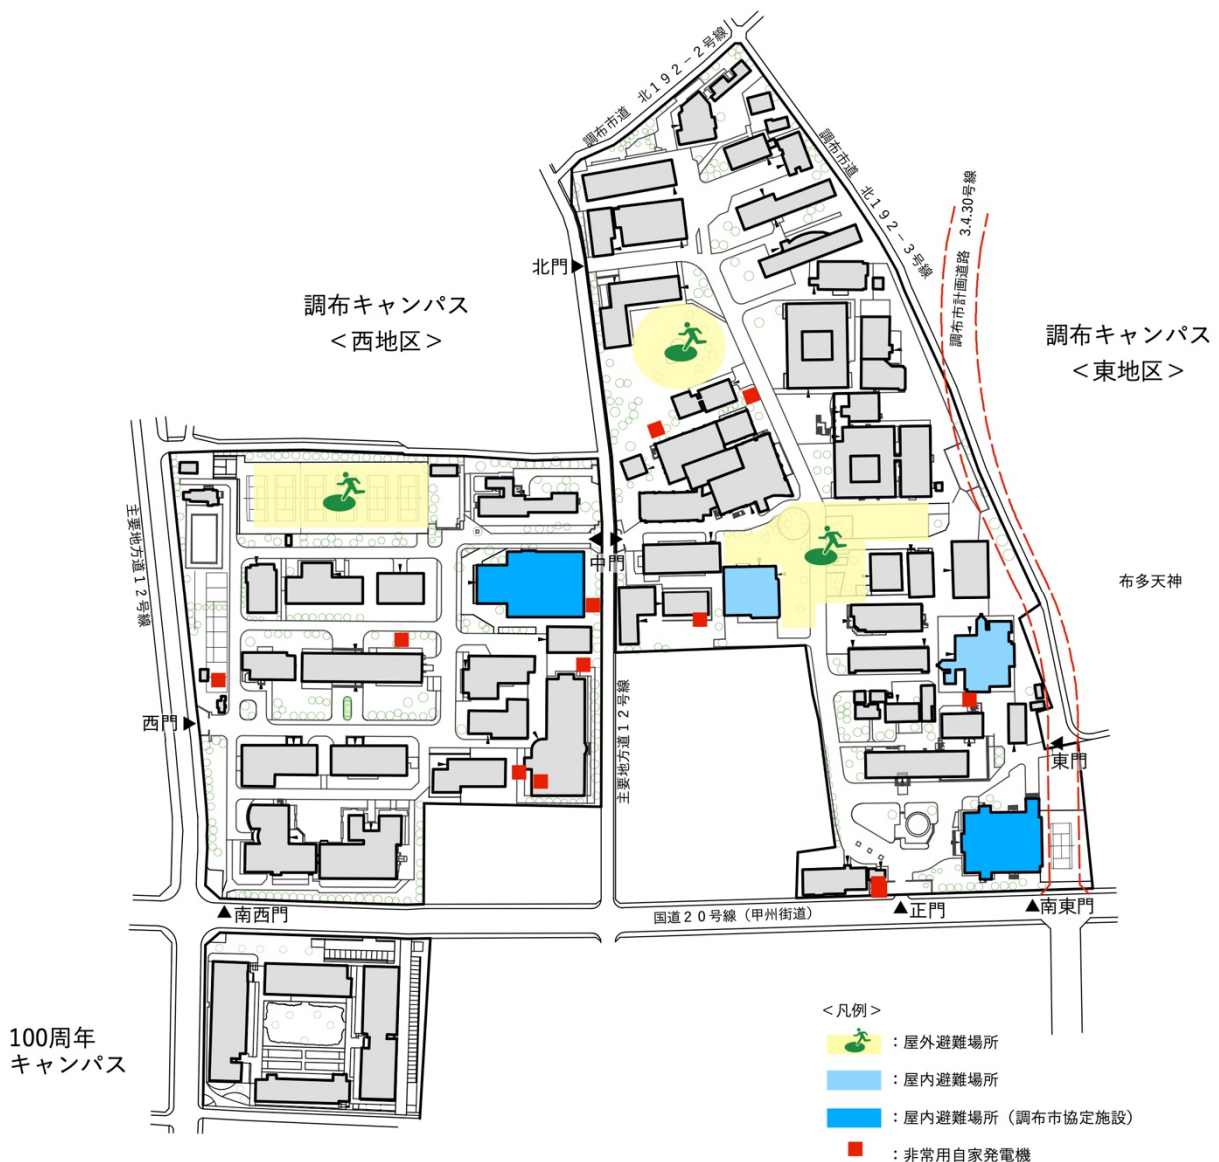 調布市道　北１９２－２号線
調布市道　北１９２－３号線
調布市計画道路　3.4.30号線
北門
調布キャンパス
＜西地区＞
調布キャンパス
＜東地区＞
主要地方道１２号線
中門
布多天神
西門
主要地方道１２号線
東門
南西門
国道２０号線（甲州街道）
正門
南東門
100周年
キャンパス
＜凡例＞
：屋外避難場所
：屋内避難場所
：屋内避難場所（調布市協定施設）
：非常用自家発電機